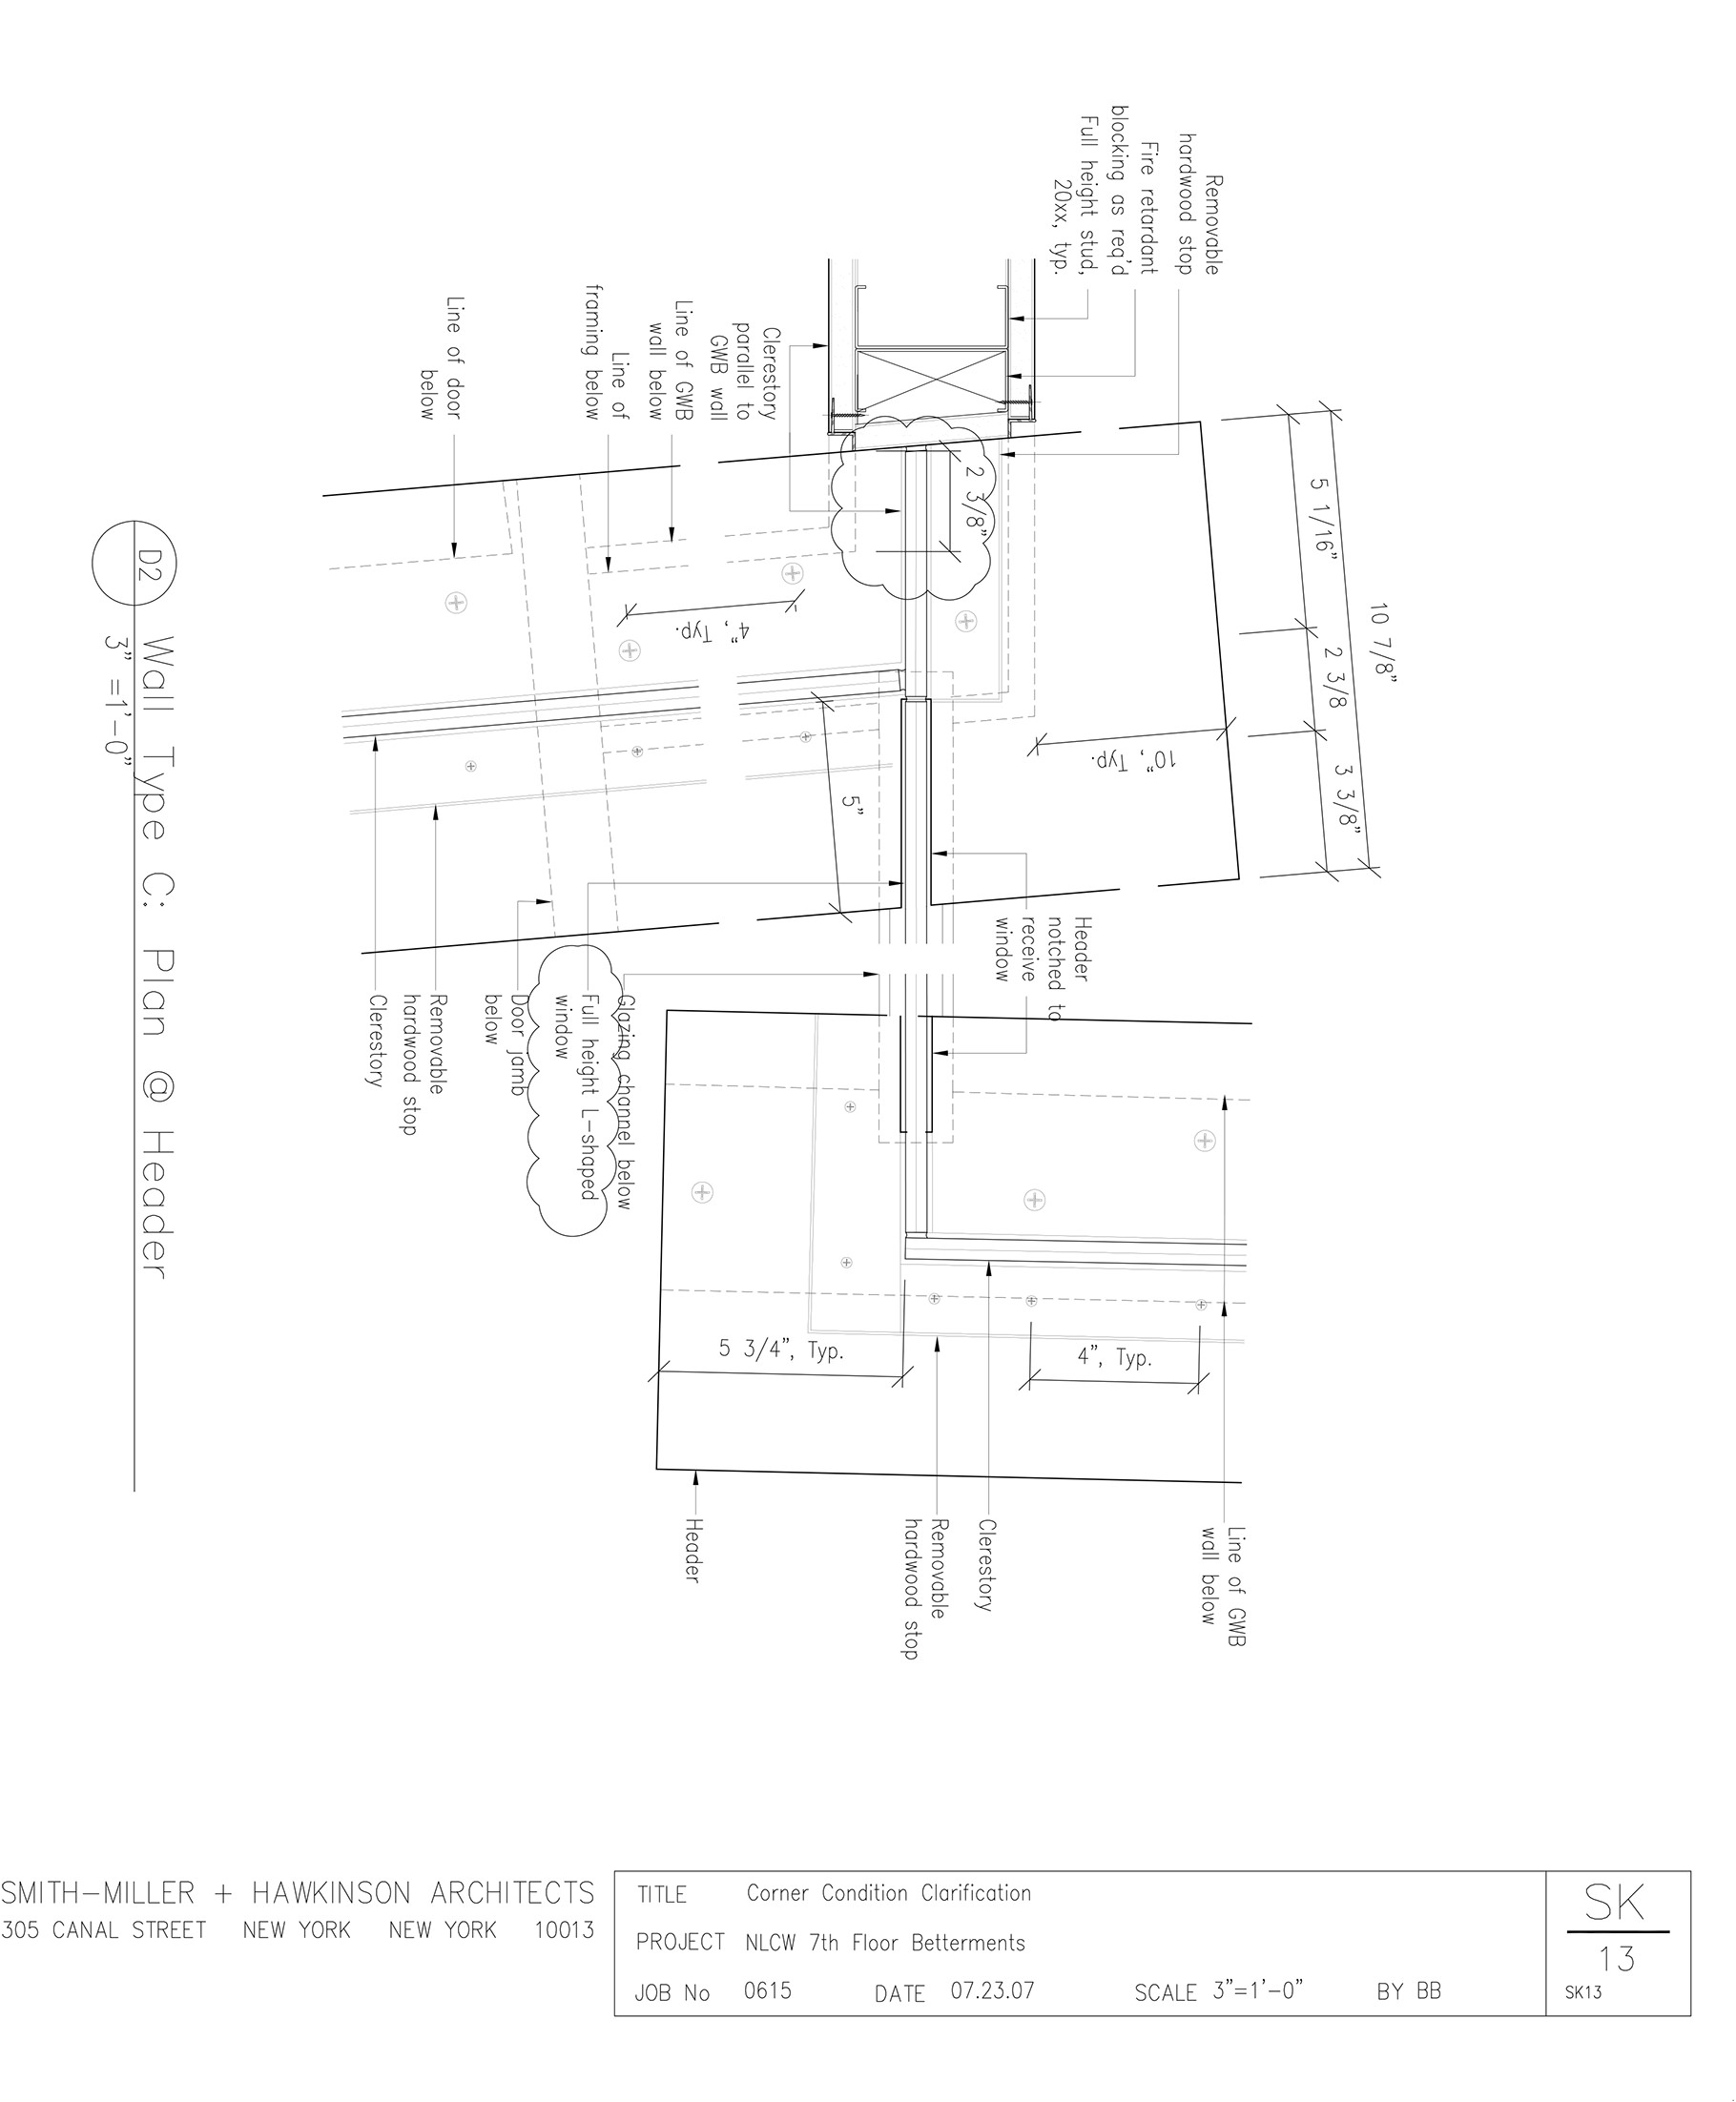 Removable
hardwood stop
Fire retardant
blocking as req'd
Full height stud,
20xx, typ.
Clerestory
parallel to
GWB wall
Line of GWB
wall below
Line of
framing below
Line of door
below
2 3/8"
5 1/16"
10 7/8"
2 3/8
3 3/8"
10", Typ.
4", Typ.
5"
Header
notched to
receive
window
Glazing channel below
Full height L-shaped
window
Door jamb
below
Removable
hardwood stop
Clerestory
5 3/4", Typ.
4", Typ.
Line of GWB
wall below
Clerestory
Removable
hardwood stop
Header
D2 Wall Type C: Plan @ Header
3" =1'-0"
SMITH-MILLER + HAWKINSON ARCHITECTS
305 CANAL STREET NEW YORK NEW YORK 10013
TITLE Corner Condition Clarification
PROJECT NLCW 7th Floor Betterments
JOB No 0615 DATE 07.23.07 SCALE 3"=1'-0" BY BB
SK
13
SK13